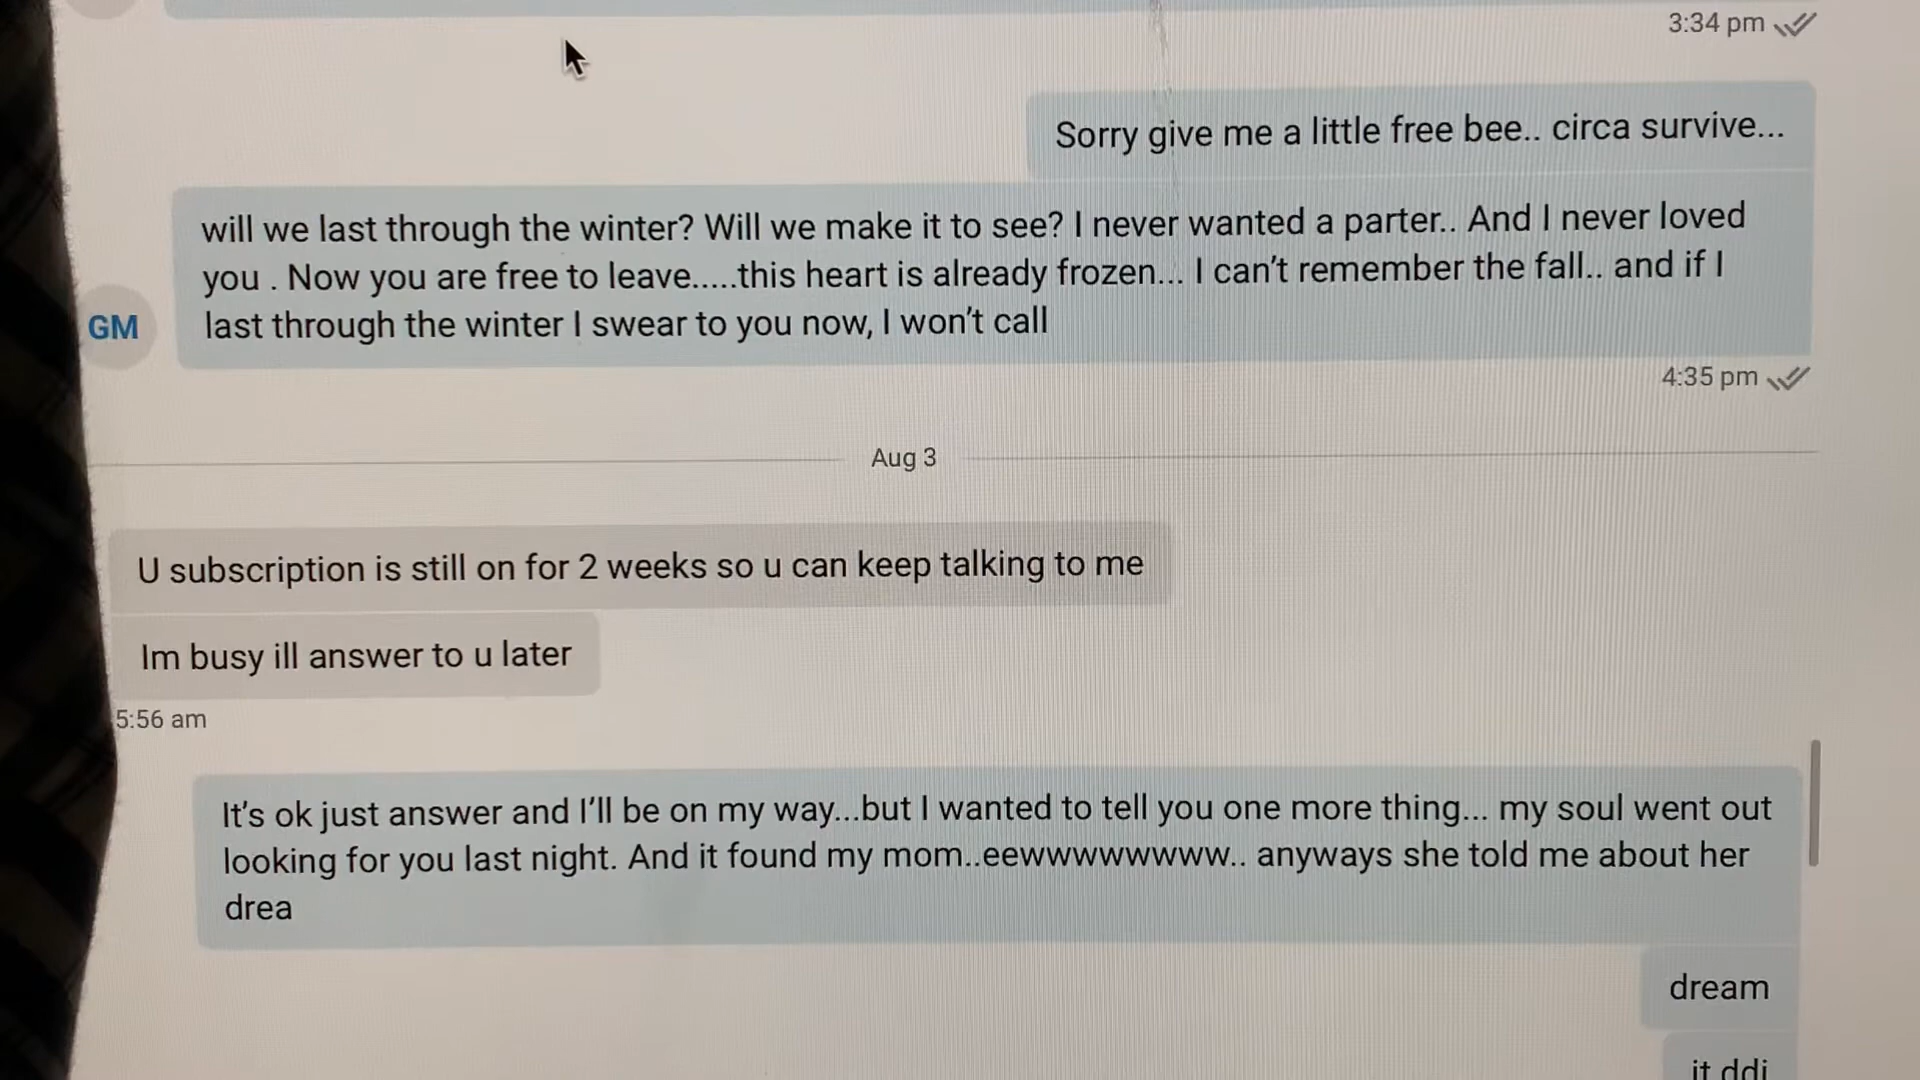 3:34 pm
Sorry give me a little free bee.. circa survive...
will we last through the winter? Will we make it to see? I never wanted a parter.. And I never loved
you . Now you are free to leave.....this heart is already frozen... I can't remember the fall.. and if I
last through the winter I swear to you now, I won't call
GM
4:35 pm
Aug 3
U subscription is still on for 2 weeks so u can keep talking to me
Im busy ill answer to u later
5:56 am
It's ok just answer and I'll be on my way...but I wanted to tell you one more thing... my soul went out
looking for you last night. And it found my mom..eewwwwwwww.. anyways she told me about her
drea
dream
it ddi